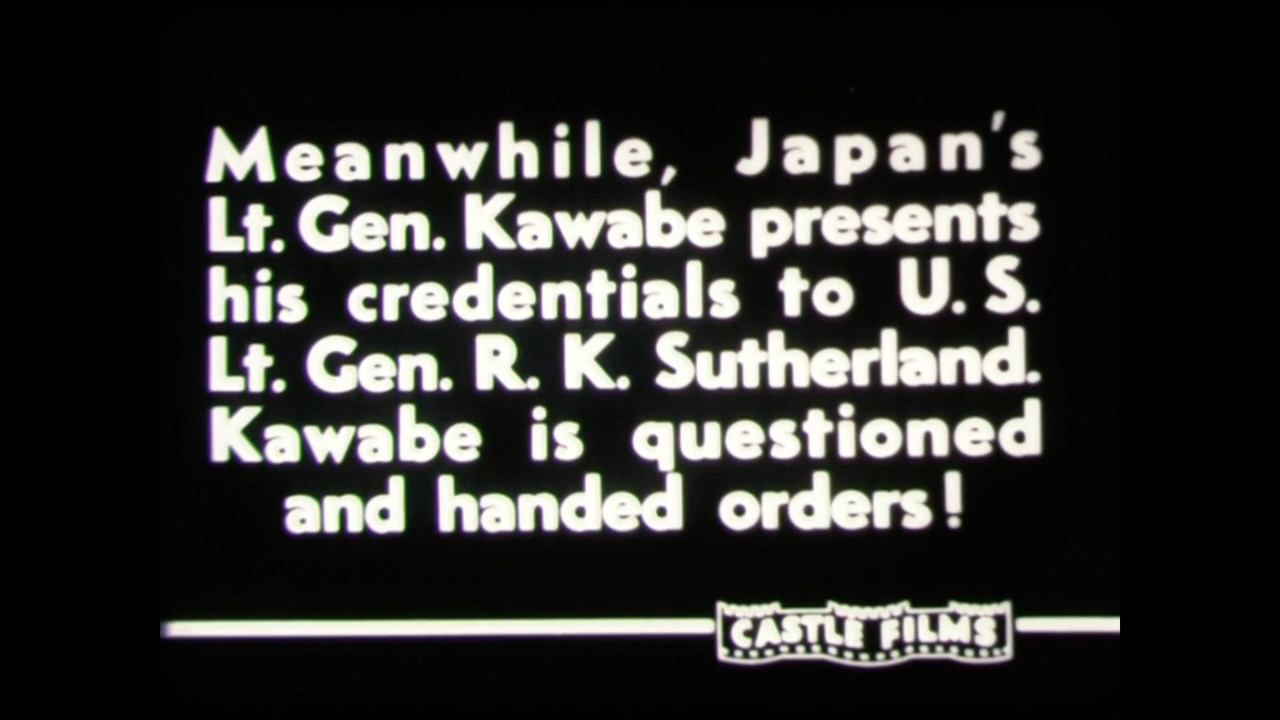 Meanwhile, Japan's
Lt. Gen. Kawabe presents
his credentials to U. S.
Lt. Gen. R. K. Sutherland.
Kawabe is questioned
and handed orders!
CASTLE FILMS